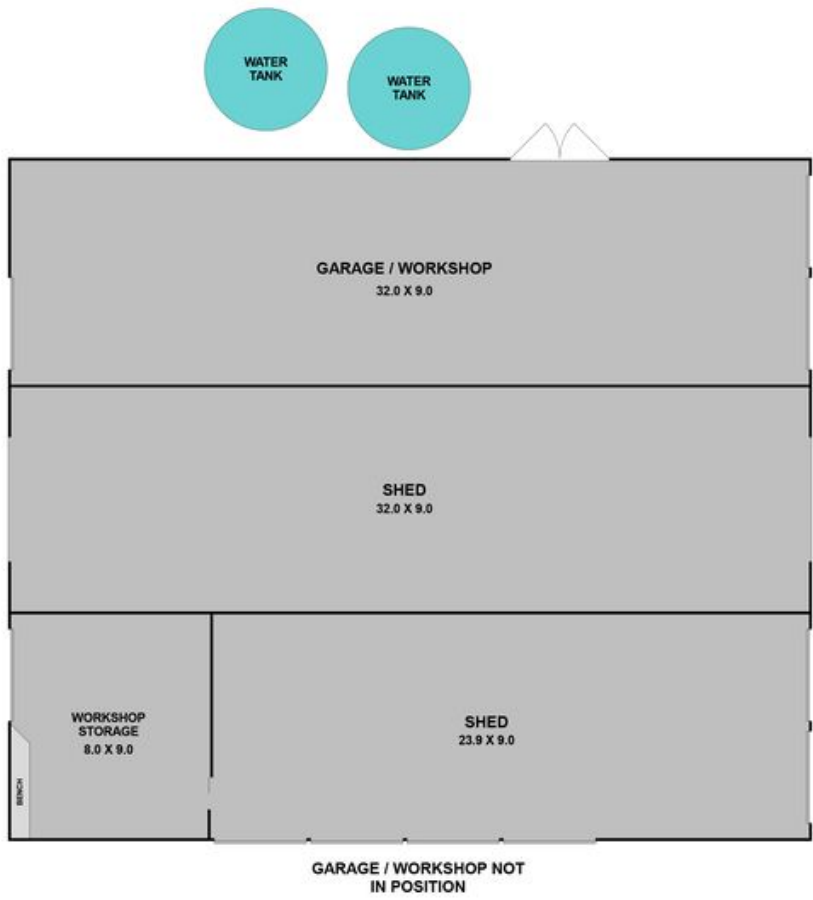 WATER
TANK
WATER
TANK
GARAGE / WORKSHOP
32.0 X 9.0
SHED
32.0 X 9.0
WORKSHOP
STORAGE
8.0 X 9.0
SHED
23.9 X 9.0
BENCH
GARAGE / WORKSHOP NOT
IN POSITION